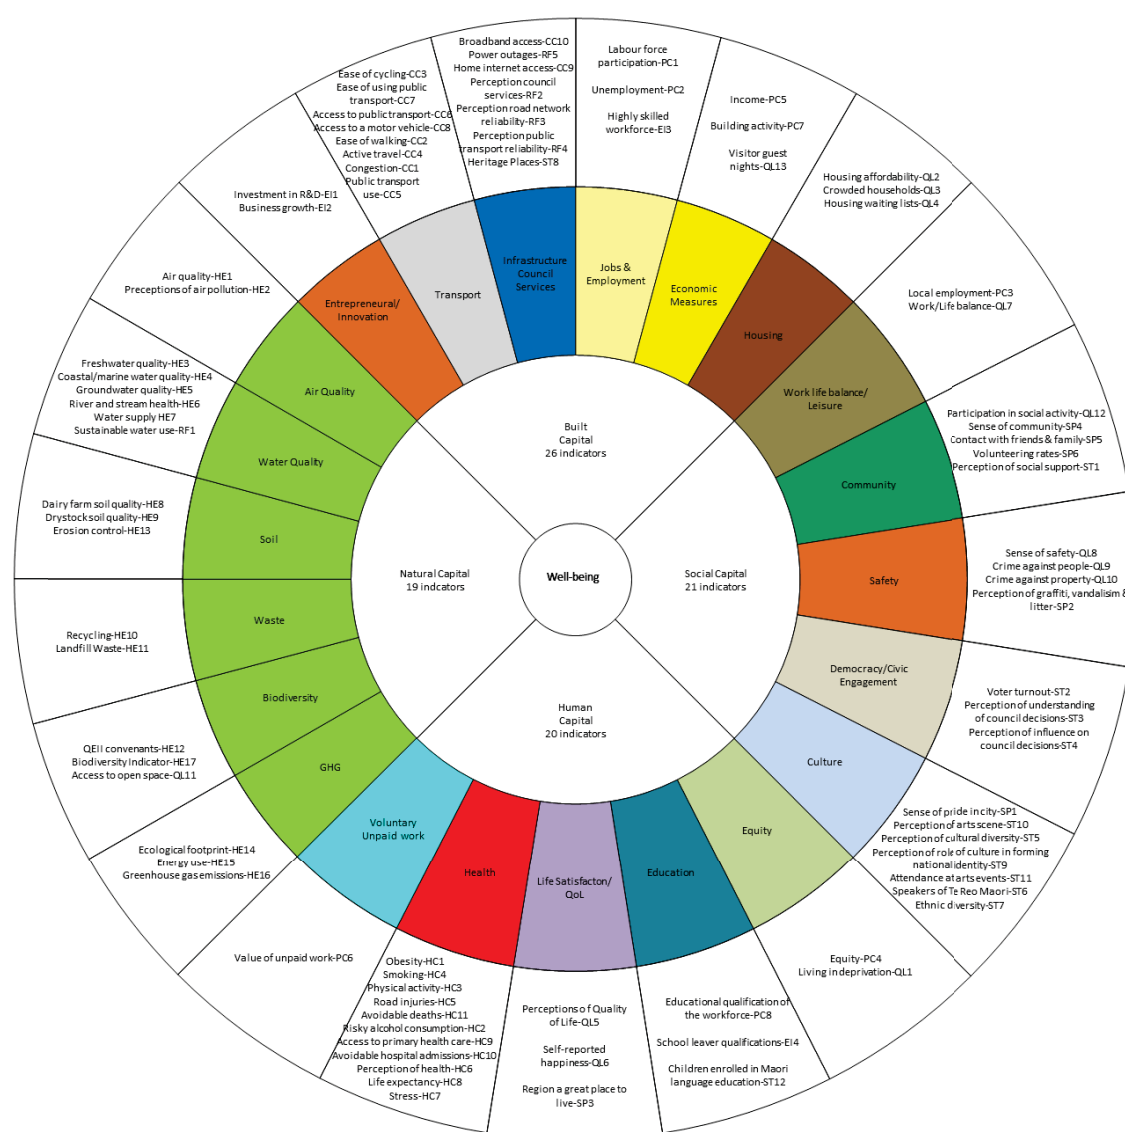 Broadband access-CC10
Power outages-RF5
Home internet access-CC9
Perception council
services-RF2
Perception road network
reliability-RF3
Perception public
transport reliability-RF4
Heritage Places-ST8
Labour force
participation-PC1
Unemployment-PC2
Highly skilled
workforce-EI3
Income-PC5
Building activity-PC7
Visitor guest
nights-QL13
Housing affordability-QL2
Crowded households-QL3
Housing waiting lists-QL4
Local employment-PC3
Work/Life balance-QL7
Participation in social activity-QL12
Sense of community-SP4
Contact with friends & family-SP5
Volunteering rates-SP6
Perception of social support-ST1
Sense of safety-QL8
Crime against people-QL9
Crime against property-QL10
Perception of graffiti, vandalisim &
litter-SP2
Voter turnout-ST2
Perception of understanding
of council decisions-ST3
Perception of influence on
council decisions-ST4
Sense of pride in city-SP1
Perception of arts scene-ST10
Perception of cultural diversity-ST5
Perception of role of culture in forming
national identity-ST9
Attendance at arts events-ST11
Speakers of Te Reo Maori-ST6
Ethnic diversity-ST7
Equity-PC4
Living in deprivation-QL1
Educational qualification of
the workforce-PC8
School leaver qualifications-EI4
Children enrolled in Maori
language education-ST12
Perceptions of Quality
of Life-QL5
Self-reported
happiness-QL6
Region a great place to
live-SP3
Obesity-HC1
Smoking-HC4
Physical activity-HC3
Road injuries-HC5
Avoidable deaths-HC11
Risky alcohol consumption-HC2
Access to primary health care-HC9
Avoidable hospital admissions-HC10
Perception of health-HC6
Life expectancy-HC8
Stress-HC7
Value of unpaid work-PC6
Ecological footprint-HE14
Energy use-HE15
Greenhouse gas emissions-HE16
QEII convenants-HE12
Biodiversity Indicator-HE17
Access to open space-QL11
Recycling-HE10
Landfill Waste-HE11
Dairy farm soil quality-HE8
Drystock soil quality-HE9
Erosion control-HE13
Freshwater quality-HE3
Coastal/marine water quality-HE4
Groundwater quality-HE5
River and stream health-HE6
Water supply HE7
Sustainable water use-RF1
Air quality-HE1
Preceptions of air pollution-HE2
Investment in R&D-EI1
Business growth-EI2
Ease of cycling-CC3
Ease of using public
transport-CC7
Access to public transport-CC6
Access to a motor vehicle-CC8
Ease of walking-CC2
Active travel-CC4
Congestion-CC1
Public transport
use-CC5
Infrastructure
Council
Services
Jobs &
Employment
Economic
Measures
Housing
Work life balance/
Leisure
Community
Safety
Democracy/Civic
Engagement
Culture
Equity
Education
Life Satisfacton/
QoL
Health
Voluntary
Unpaid work
GHG
Biodiversity
Waste
Soil
Water Quality
Air Quality
Entrepreneural/
Innovation
Transport
Built
Capital
26 indicators
Social Capital
21 indicators
Human
Capital
20 indicators
Natural Capital
19 indicators
Well-being